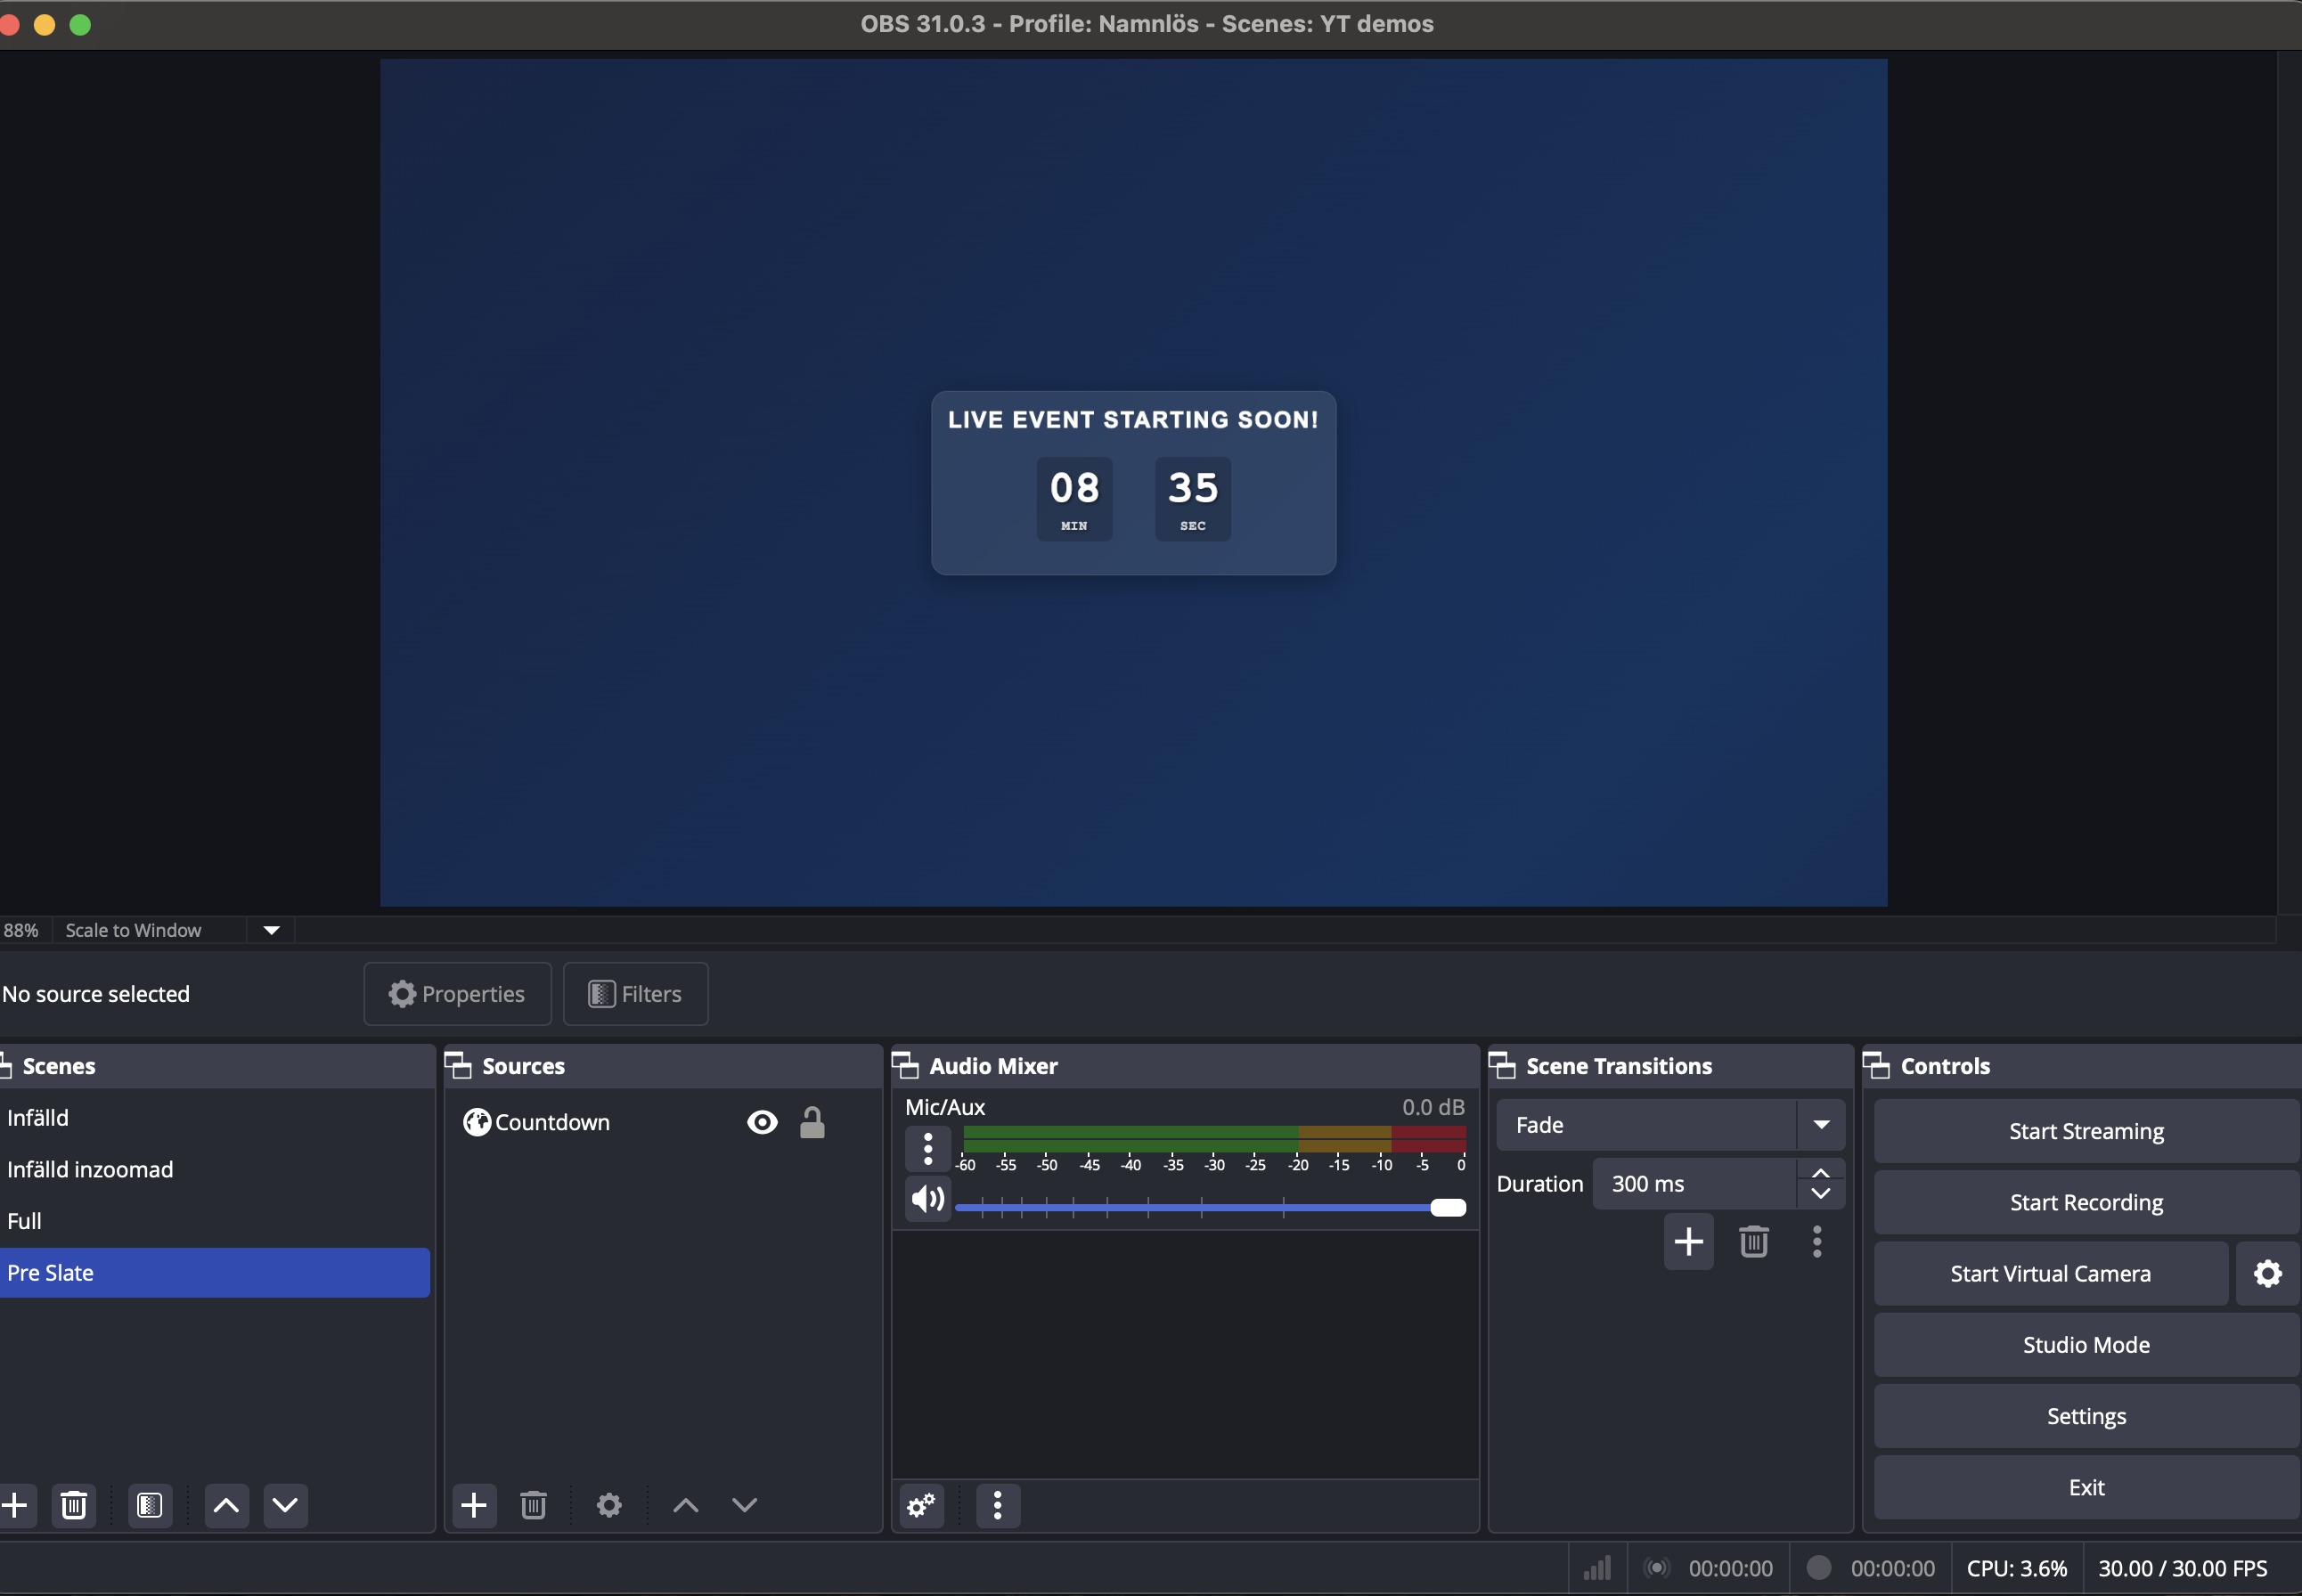 OBS 31.0.3 - Profile: Namnlös - Scenes: YT demos
LIVE EVENT STARTING SOON!
08 35
MIN SEC
88% Scale to Window
No source selected Properties Filters
Scenes
Infälld
Infälld inzoomad
Full
Pre Slate
Sources
Countdown
Audio Mixer
Mic/Aux 0.0 dB
-60 -55 -50 -45 -40 -35 -30 -25 -20 -15 -10 -5 0
Scene Transitions
Fade
Duration 300 ms
Controls
Start Streaming
Start Recording
Start Virtual Camera
Studio Mode
Settings
Exit
00:00:00 00:00:00 CPU: 3.6% 30.00 / 30.00 FPS